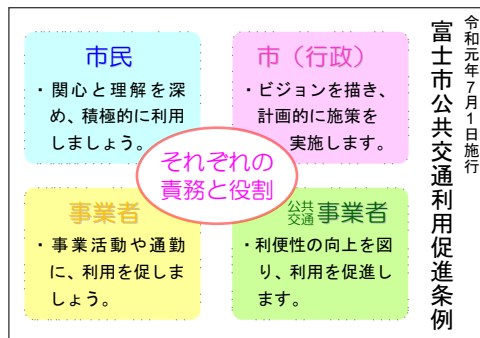 令和元年7月1日施行
富士市公共交通利用促進条例
市民
・関心と理解を深
め、積極的に利用
しましょう。
市（行政）
・ビジョンを描き、
計画的に施策を
実施します。
それぞれの
責務と役割
事業者
・事業活動や通勤
に、利用を促しま
しょう。
公共交通事業者
・利便性の向上を図
り、利用を促進し
ます。